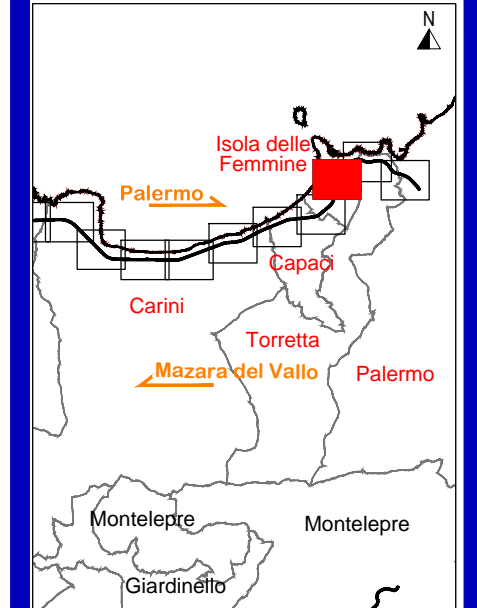 N
Isola delle
Femmine
Palermo
Capaci
Carini
Torretta
Mazara del Vallo
Palermo
Montelepre
Montelepre
Giardinello